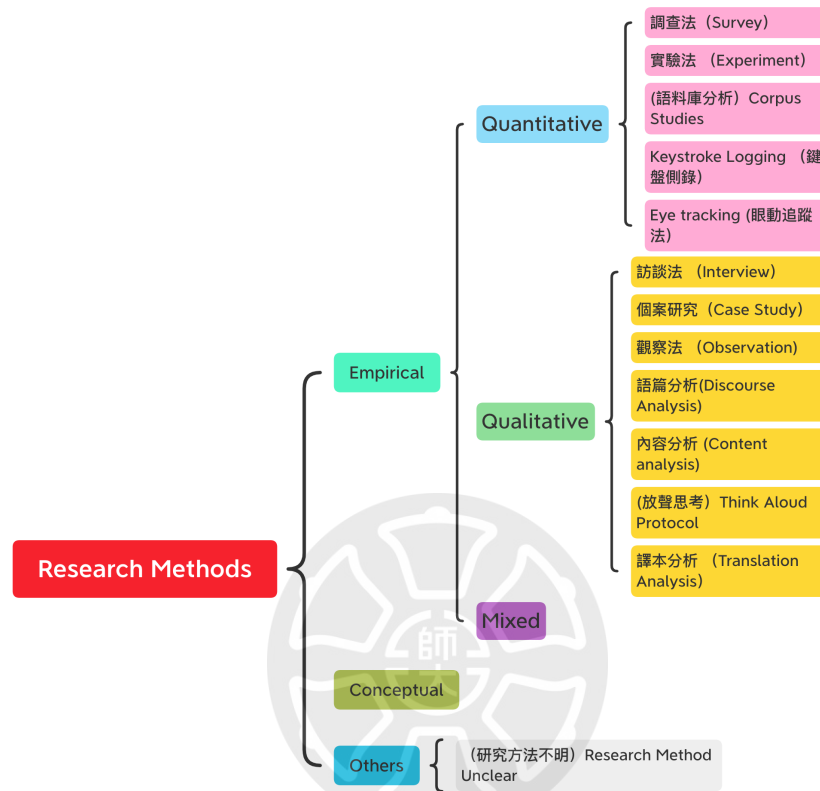 調查法（Survey）
實驗法 （Experiment）
(語料庫分析）Corpus
Studies
Quantitative
Keystroke Logging （鍵
盤側錄）
Eye tracking (眼動追蹤
法）
訪談法 （Interview）
個案研究（Case Study）
觀察法 （Observation)
Empirical
語篇分析(Discourse
Analysis)
Qualitative
內容分析 (Content
analysis)
(放聲思考）Think Aloud
Protocol
譯本分析 （Translation
Analysis）
Research Methods
Mixed
師大
Conceptual
Others
（研究方法不明）Research Method
Unclear